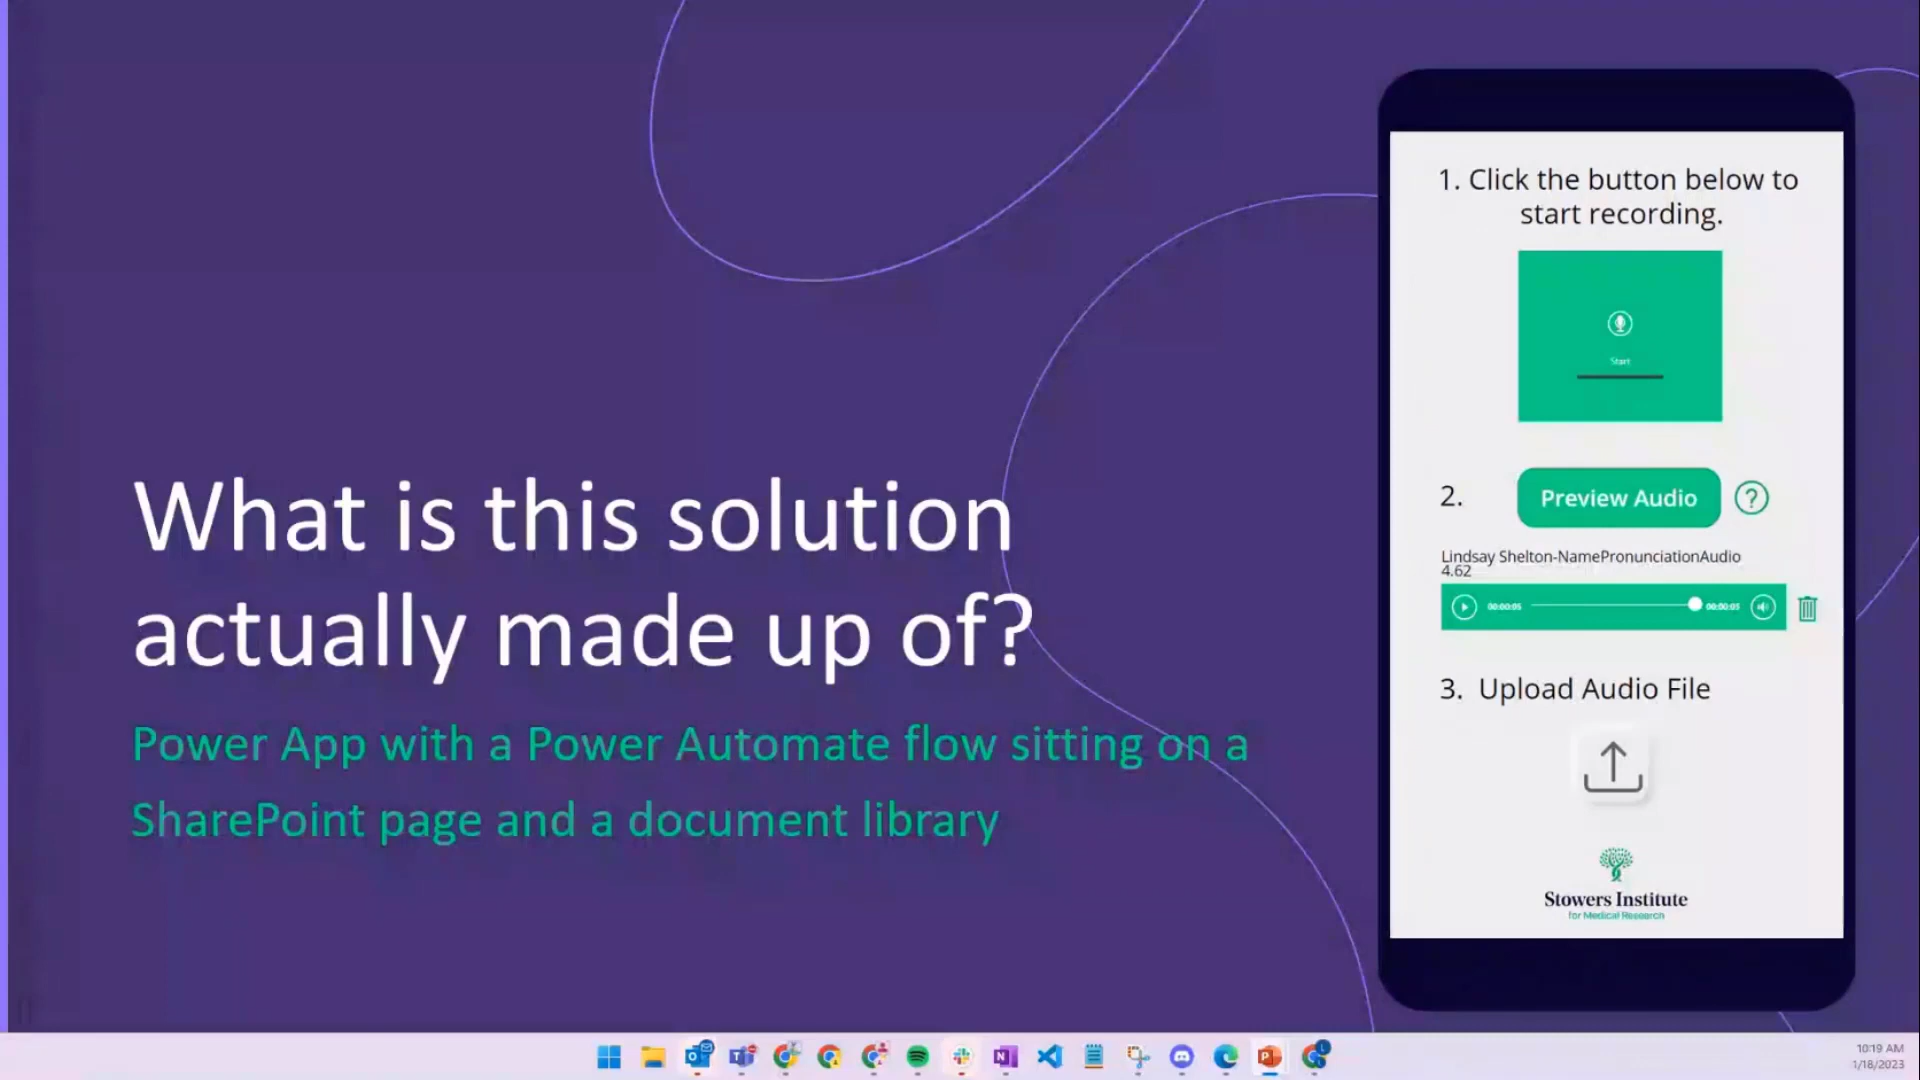 What is this solution
actually made up of?
Power App with a Power Automate flow sitting on a
SharePoint page and a document library
1. Click the button below to
start recording.
Start
2.
Preview Audio
?
Lindsay Shelton-NamePronunciationAudio
4.62
00:00:05
00:00:05
3. Upload Audio File
Stowers Institute
for Medical Research
10:19 AM
1/18/2023